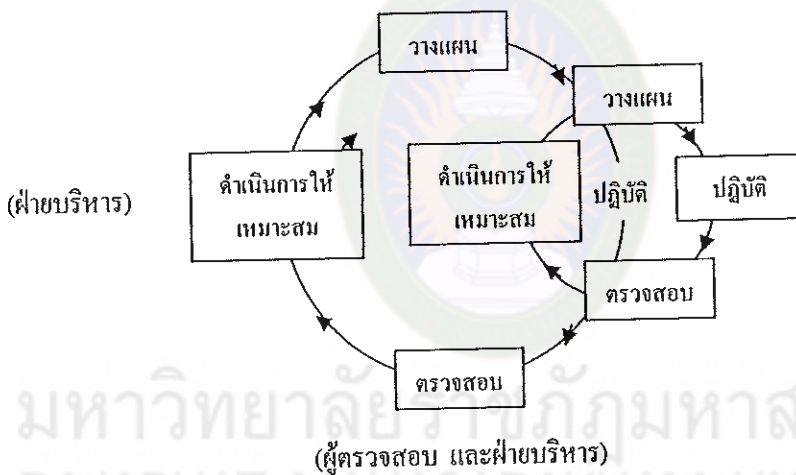 วางแผน
วางแผน
(ฝ่ายบริหาร)
ดำเนินการให้
เหมาะสม
ดำเนินการให้
เหมาะสม
ปฏิบัติ
ปฏิบัติ
ตรวจสอบ
ตรวจสอบ
มหาวิทยาลัยราชภัฏมหาส
(ผู้ตรวจสอบ และฝ่ายบริหาร)